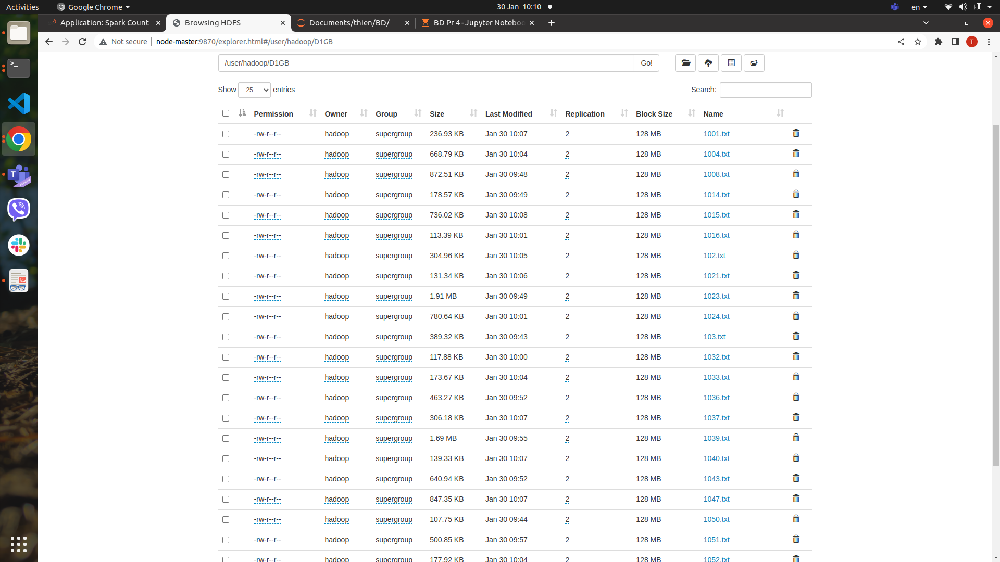 Activities Google Chrome 30 Jan 10:10 en
Application: Spark Count Browsing HDFS Documents/thien/BD/ BD Pr 4 - Jupyter Notebo
Not secure node-master:9870/explorer.html#/user/hadoop/D1GB T
/user/hadoop/D1GB Go!
Show 25 entries Search:
Permission Owner Group Size Last Modified Replication Block Size Name
-rw-r--r-- hadoop supergroup 236.93 KB Jan 30 10:07 2 128 MB 1001.txt
-rw-r--r-- hadoop supergroup 668.79 KB Jan 30 10:04 2 128 MB 1004.txt
-rw-r--r-- hadoop supergroup 872.51 KB Jan 30 09:48 2 128 MB 1008.txt
-rw-r--r-- hadoop supergroup 178.57 KB Jan 30 09:49 2 128 MB 1014.txt
-rw-r--r-- hadoop supergroup 736.02 KB Jan 30 10:08 2 128 MB 1015.txt
-rw-r--r-- hadoop supergroup 113.39 KB Jan 30 10:01 2 128 MB 1016.txt
-rw-r--r-- hadoop supergroup 304.96 KB Jan 30 10:05 2 128 MB 102.txt
-rw-r--r-- hadoop supergroup 131.34 KB Jan 30 10:06 2 128 MB 1021.txt
-rw-r--r-- hadoop supergroup 1.91 MB Jan 30 09:49 2 128 MB 1023.txt
-rw-r--r-- hadoop supergroup 780.64 KB Jan 30 10:01 2 128 MB 1024.txt
-rw-r--r-- hadoop supergroup 389.32 KB Jan 30 09:43 2 128 MB 103.txt
-rw-r--r-- hadoop supergroup 117.88 KB Jan 30 10:00 2 128 MB 1032.txt
-rw-r--r-- hadoop supergroup 173.67 KB Jan 30 10:04 2 128 MB 1033.txt
-rw-r--r-- hadoop supergroup 463.27 KB Jan 30 09:52 2 128 MB 1036.txt
-rw-r--r-- hadoop supergroup 306.18 KB Jan 30 10:07 2 128 MB 1037.txt
-rw-r--r-- hadoop supergroup 1.69 MB Jan 30 09:55 2 128 MB 1039.txt
-rw-r--r-- hadoop supergroup 139.33 KB Jan 30 10:07 2 128 MB 1040.txt
-rw-r--r-- hadoop supergroup 640.94 KB Jan 30 09:52 2 128 MB 1043.txt
-rw-r--r-- hadoop supergroup 847.35 KB Jan 30 10:07 2 128 MB 1047.txt
-rw-r--r-- hadoop supergroup 107.75 KB Jan 30 09:44 2 128 MB 1050.txt
-rw-r--r-- hadoop supergroup 500.85 KB Jan 30 09:57 2 128 MB 1051.txt
-rw-r--r-- hadoop supergroup 177.92 KB Jan 30 10:04 2 128 MB 1052.txt